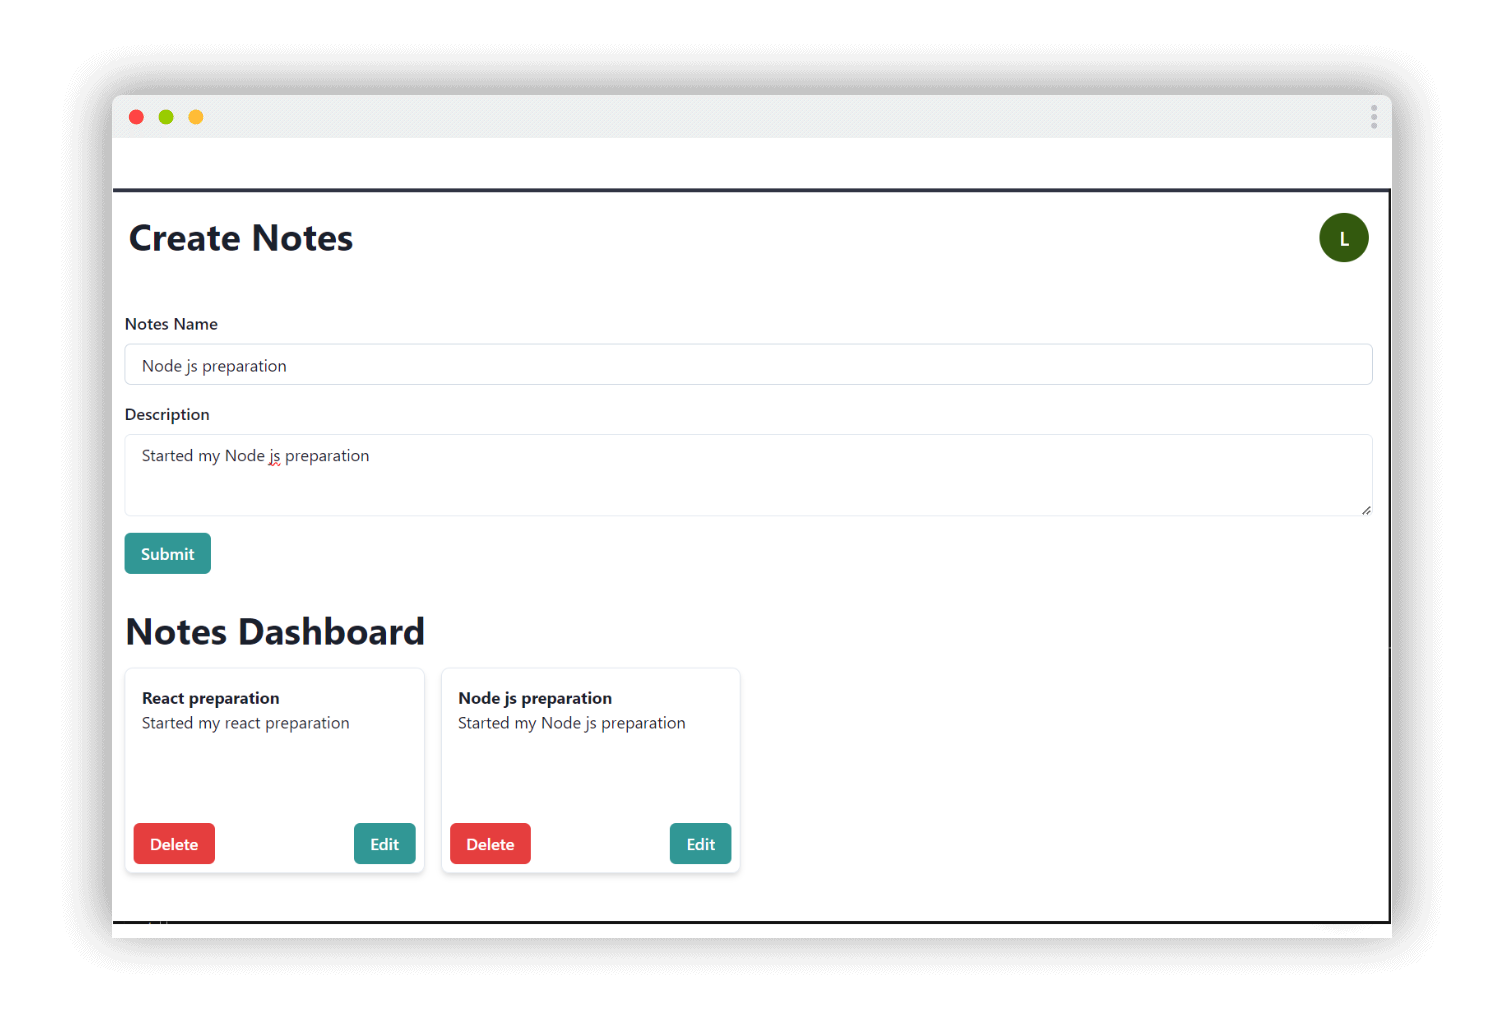 Create Notes
L
Notes Name
Node js preparation
Description
Started my Node js preparation
Submit
Notes Dashboard
React preparation
Started my react preparation
Delete
Edit
Node js preparation
Started my Node js preparation
Delete
Edit